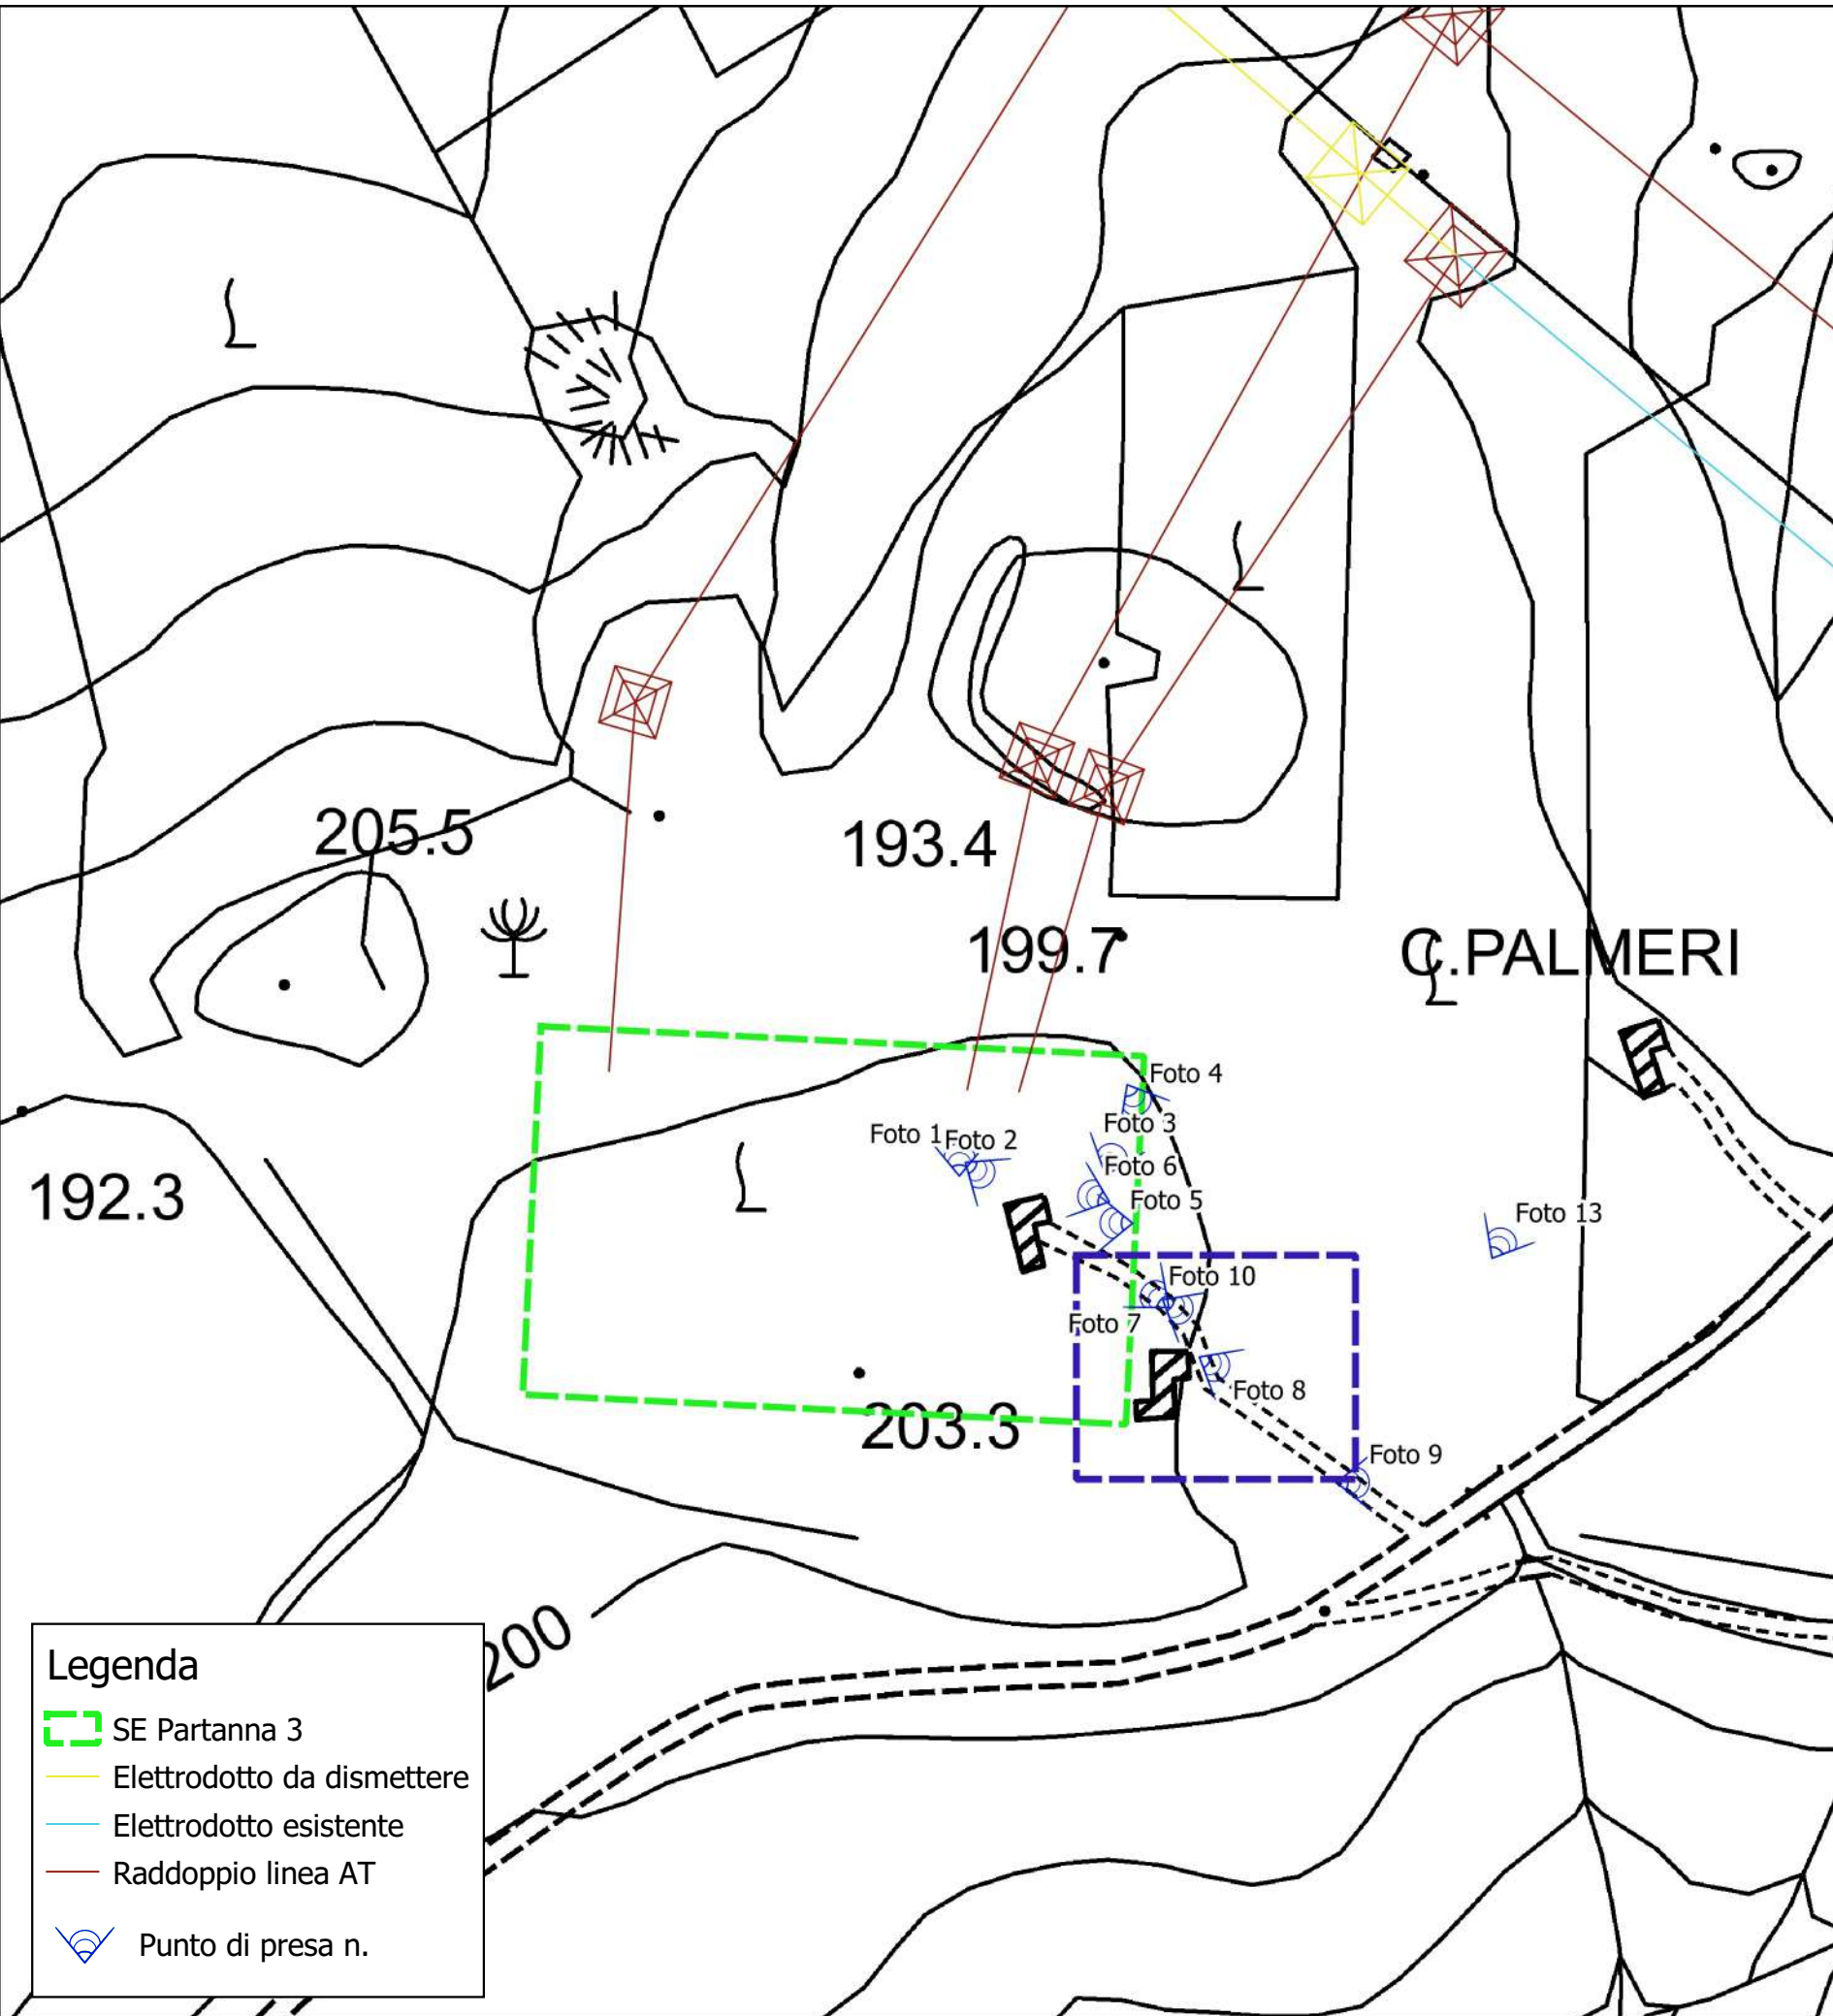 205.5
193.4
199.7
C.PALMERI
Foto 4
Foto 3
Foto 1
Foto 2
Foto 6
192.3
Foto 5
Foto 13
Foto 10
Foto 7
Foto 8
203.3
Foto 9
200
Legenda
SE Partanna 3
Elettrodotto da dismettere
Elettrodotto esistente
Raddoppio linea AT
Punto di presa n.